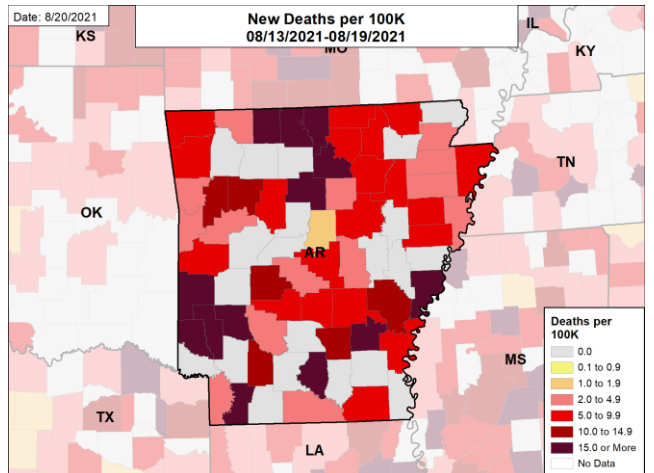 Date: 8/20/2021
New Deaths per 100K
08/13/2021-08/19/2021
KS
MO
IL
KY
TN
OK
AR
MS
TX
LA
Deaths per
100K
0.0
0.1 to 0.9
1.0 to 1.9
2.0 to 4.9
5.0 to 9.9
10.0 to 14.9
15.0 or More
No Data